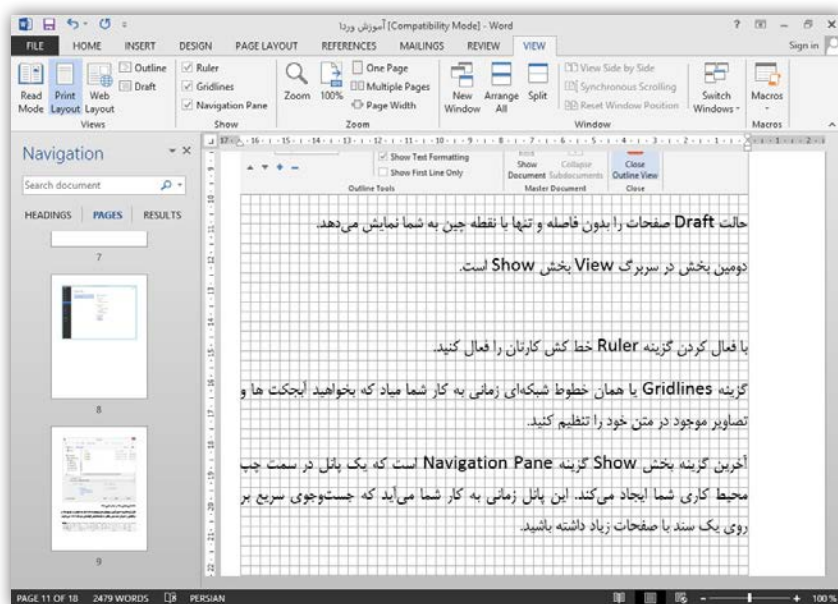 آموزش ورد۱ [Compatibility Mode] - Word
Sign in
FILE HOME INSERT DESIGN PAGE LAYOUT REFERENCES MAILINGS REVIEW VIEW
Read Mode
Print Layout
Web Layout
Outline
Draft
Views
Ruler
Gridlines
Navigation Pane
Show
Zoom
100%
One Page
Multiple Pages
Page Width
Zoom
New Window
Arrange All
Split
View Side by Side
Synchronous Scrolling
Reset Window Position
Switch Windows
Window
Macros
Macros
Navigation
Search document
HEADINGS PAGES RESULTS
7
8
9
Show Text Formatting
Show First Line Only
Outline Tools
Show Document
Collapse Subdocuments
Master Document
Close Outline View
Close
حالت Draft صفحات را بدون فاصله و تنها با نقطه چین به شما نمایش می‌دهد.
دومین بخش در سربرگ View بخش Show است.
با فعال کردن گزینه Ruler خط کش کارتان را فعال کنید.
گزینه Gridlines یا همان خطوط شبکه‌ای زمانی به کار شما میاد که بخواهید آبجکت ها و
تصاویر موجود در متن خود را تنظیم کنید.
آخرین گزینه بخش Show گزینه Navigation Pane است که یک پانل در سمت چپ
محیط کاری شما ایجاد می‌کند. این پانل زمانی به کار شما می‌آید که جست‌وجوی سریع بر
روی یک سند با صفحات زیاد داشته باشید.
PAGE 11 OF 18 2479 WORDS PERSIAN
100%